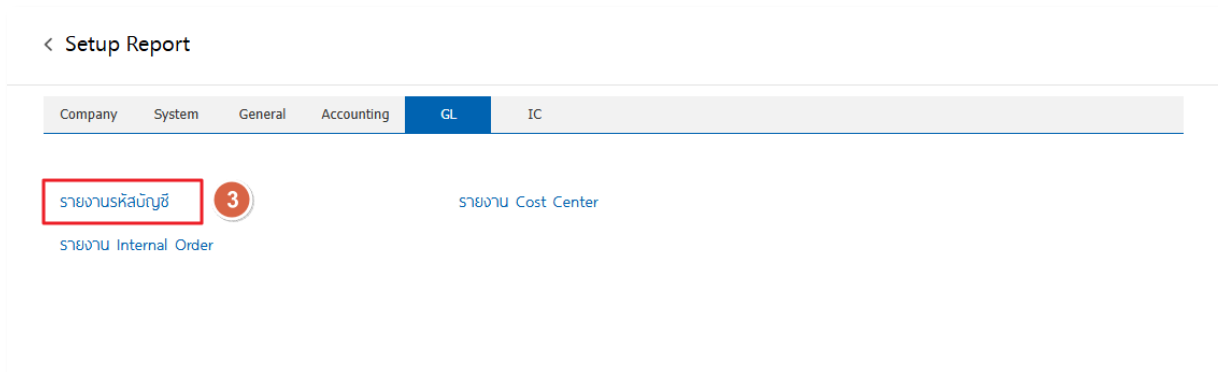 < Setup Report
Company System General Accounting GL IC
รายงานรหัสบัญชี 3 รายงาน Cost Center
รายงาน Internal Order